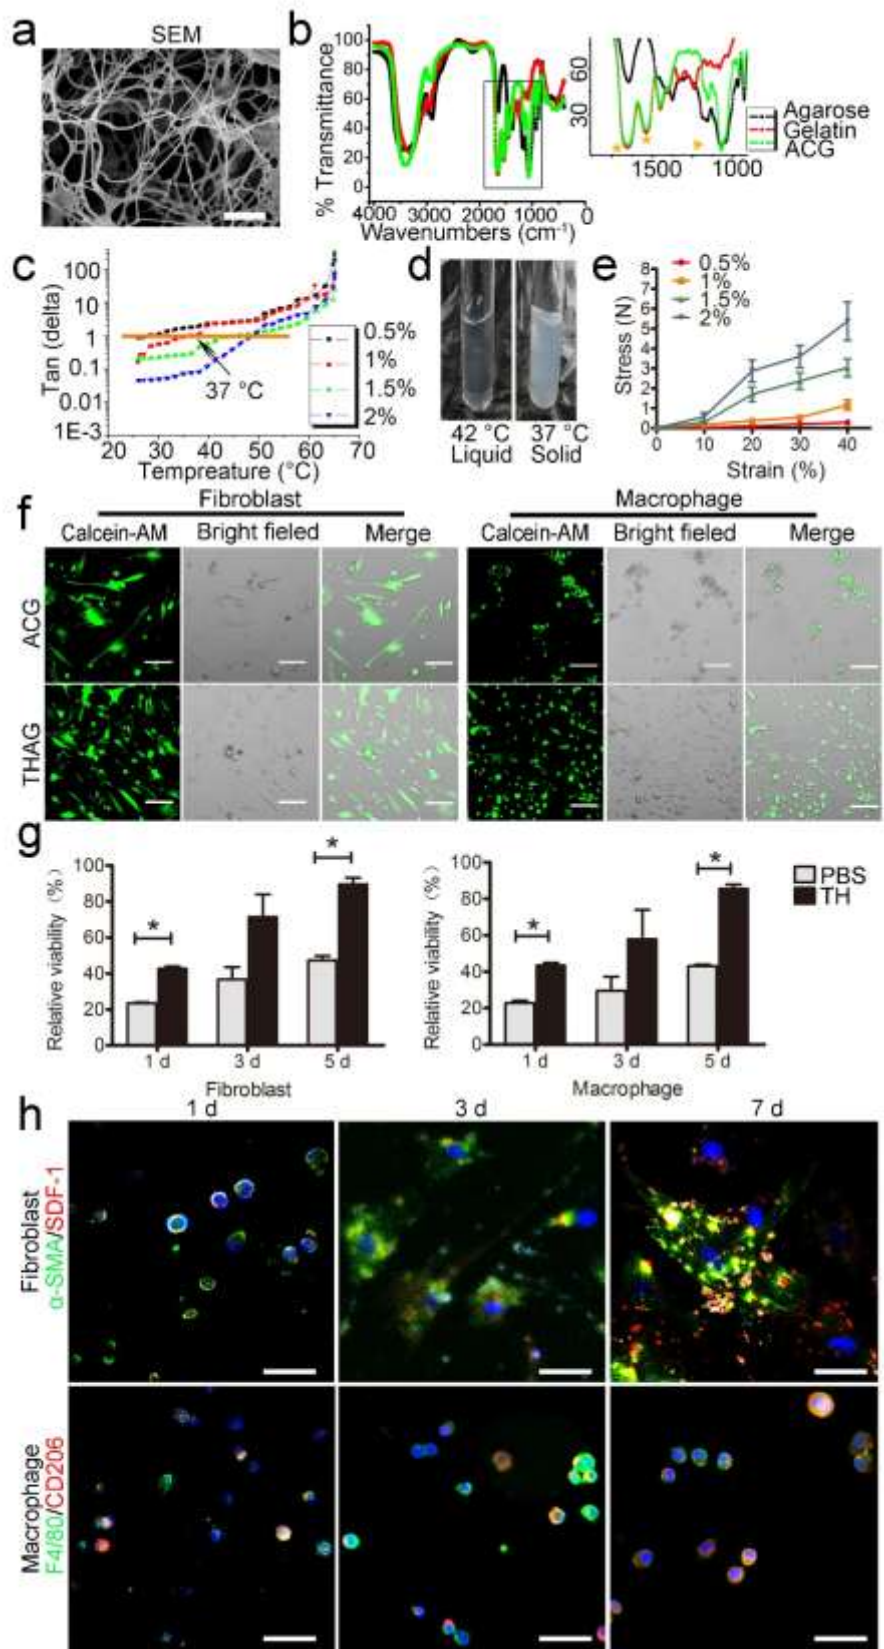 a
SEM
b
% Transmittance
100
80
60
40
20
0
4000 3000 2000 1000 0
Wavenumbers (cm⁻¹)
60
30
1500 1000
Agarose
Gelatin
ACG
c
Tan (delta)
100
10
1
0.1
0.01
1E-3
37 °C
20 30 40 50 60 70
Tempreature (°C)
0.5%
1%
1.5%
2%
d
42 °C
Liquid
37 °C
Solid
e
Stress (N)
8
7
6
5
4
3
2
1
0
0 10 20 30 40
Strain (%)
0.5%
1%
1.5%
2%
f
Fibroblast
Macrophage
Calcein-AM Bright fieled Merge
Calcein-AM Bright fieled Merge
ACG
THAG
g
Relative viability (%)
100
80
60
40
20
0
*
*
1 d 3 d 5 d
Fibroblast
Relative viability (%)
100
80
60
40
20
0
*
*
1 d 3 d 5 d
Macrophage
PBS
TH
h
1 d 3 d 7 d
Fibroblast
α-SMA/SDF-1
Macrophage
F4/80/CD206